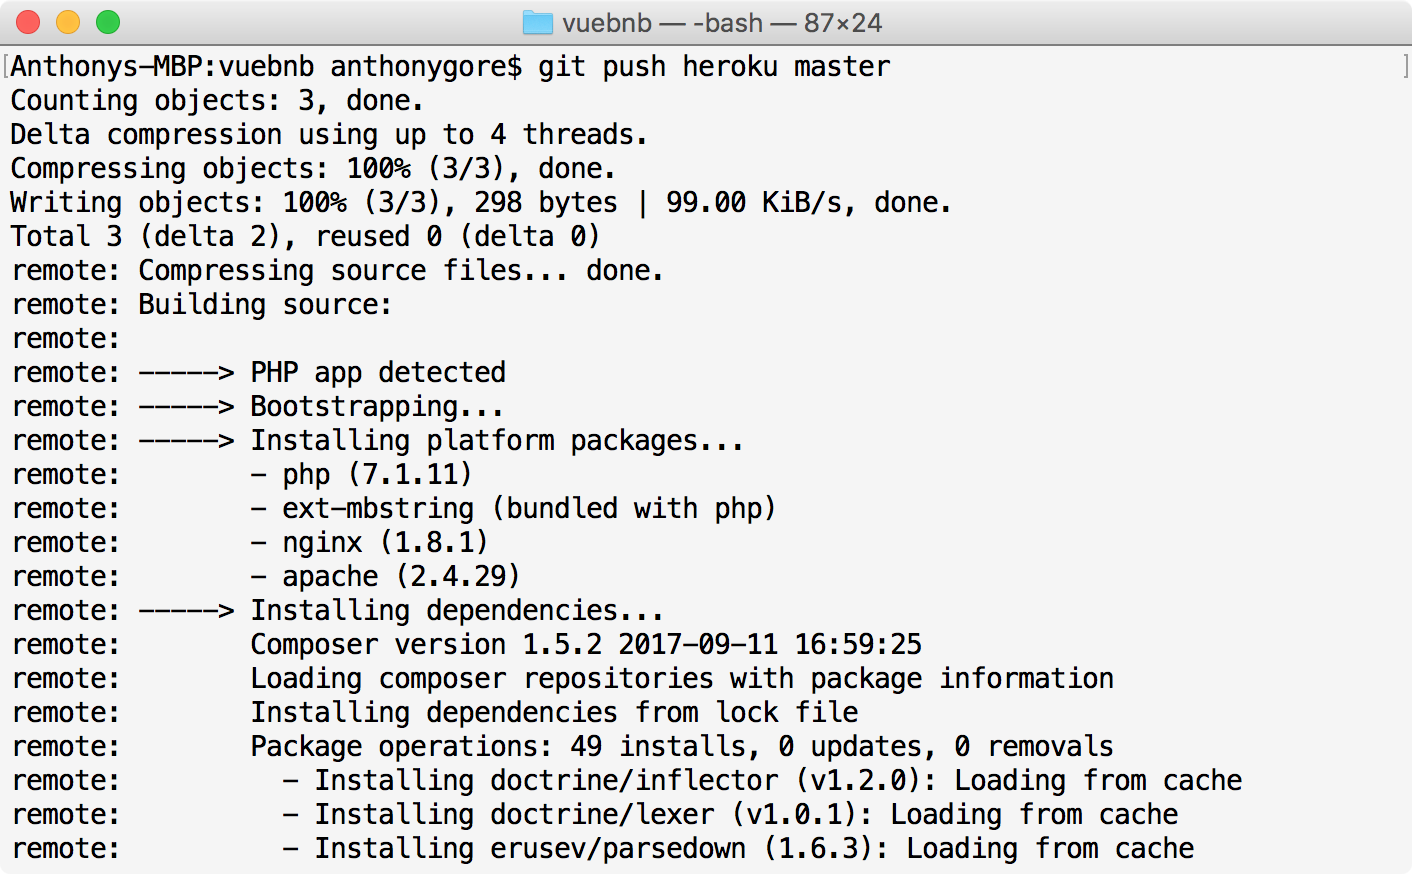 vuebnb — -bash — 87×24
[Anthonys-MBP:vuebnb anthonygore$ git push heroku master ]
Counting objects: 3, done.
Delta compression using up to 4 threads.
Compressing objects: 100% (3/3), done.
Writing objects: 100% (3/3), 298 bytes | 99.00 KiB/s, done.
Total 3 (delta 2), reused 0 (delta 0)
remote: Compressing source files... done.
remote: Building source:
remote:
remote: -----> PHP app detected
remote: -----> Bootstrapping...
remote: -----> Installing platform packages...
remote:        - php (7.1.11)
remote:        - ext-mbstring (bundled with php)
remote:        - nginx (1.8.1)
remote:        - apache (2.4.29)
remote: -----> Installing dependencies...
remote:        Composer version 1.5.2 2017-09-11 16:59:25
remote:        Loading composer repositories with package information
remote:        Installing dependencies from lock file
remote:        Package operations: 49 installs, 0 updates, 0 removals
remote:          - Installing doctrine/inflector (v1.2.0): Loading from cache
remote:          - Installing doctrine/lexer (v1.0.1): Loading from cache
remote:          - Installing erusev/parsedown (1.6.3): Loading from cache